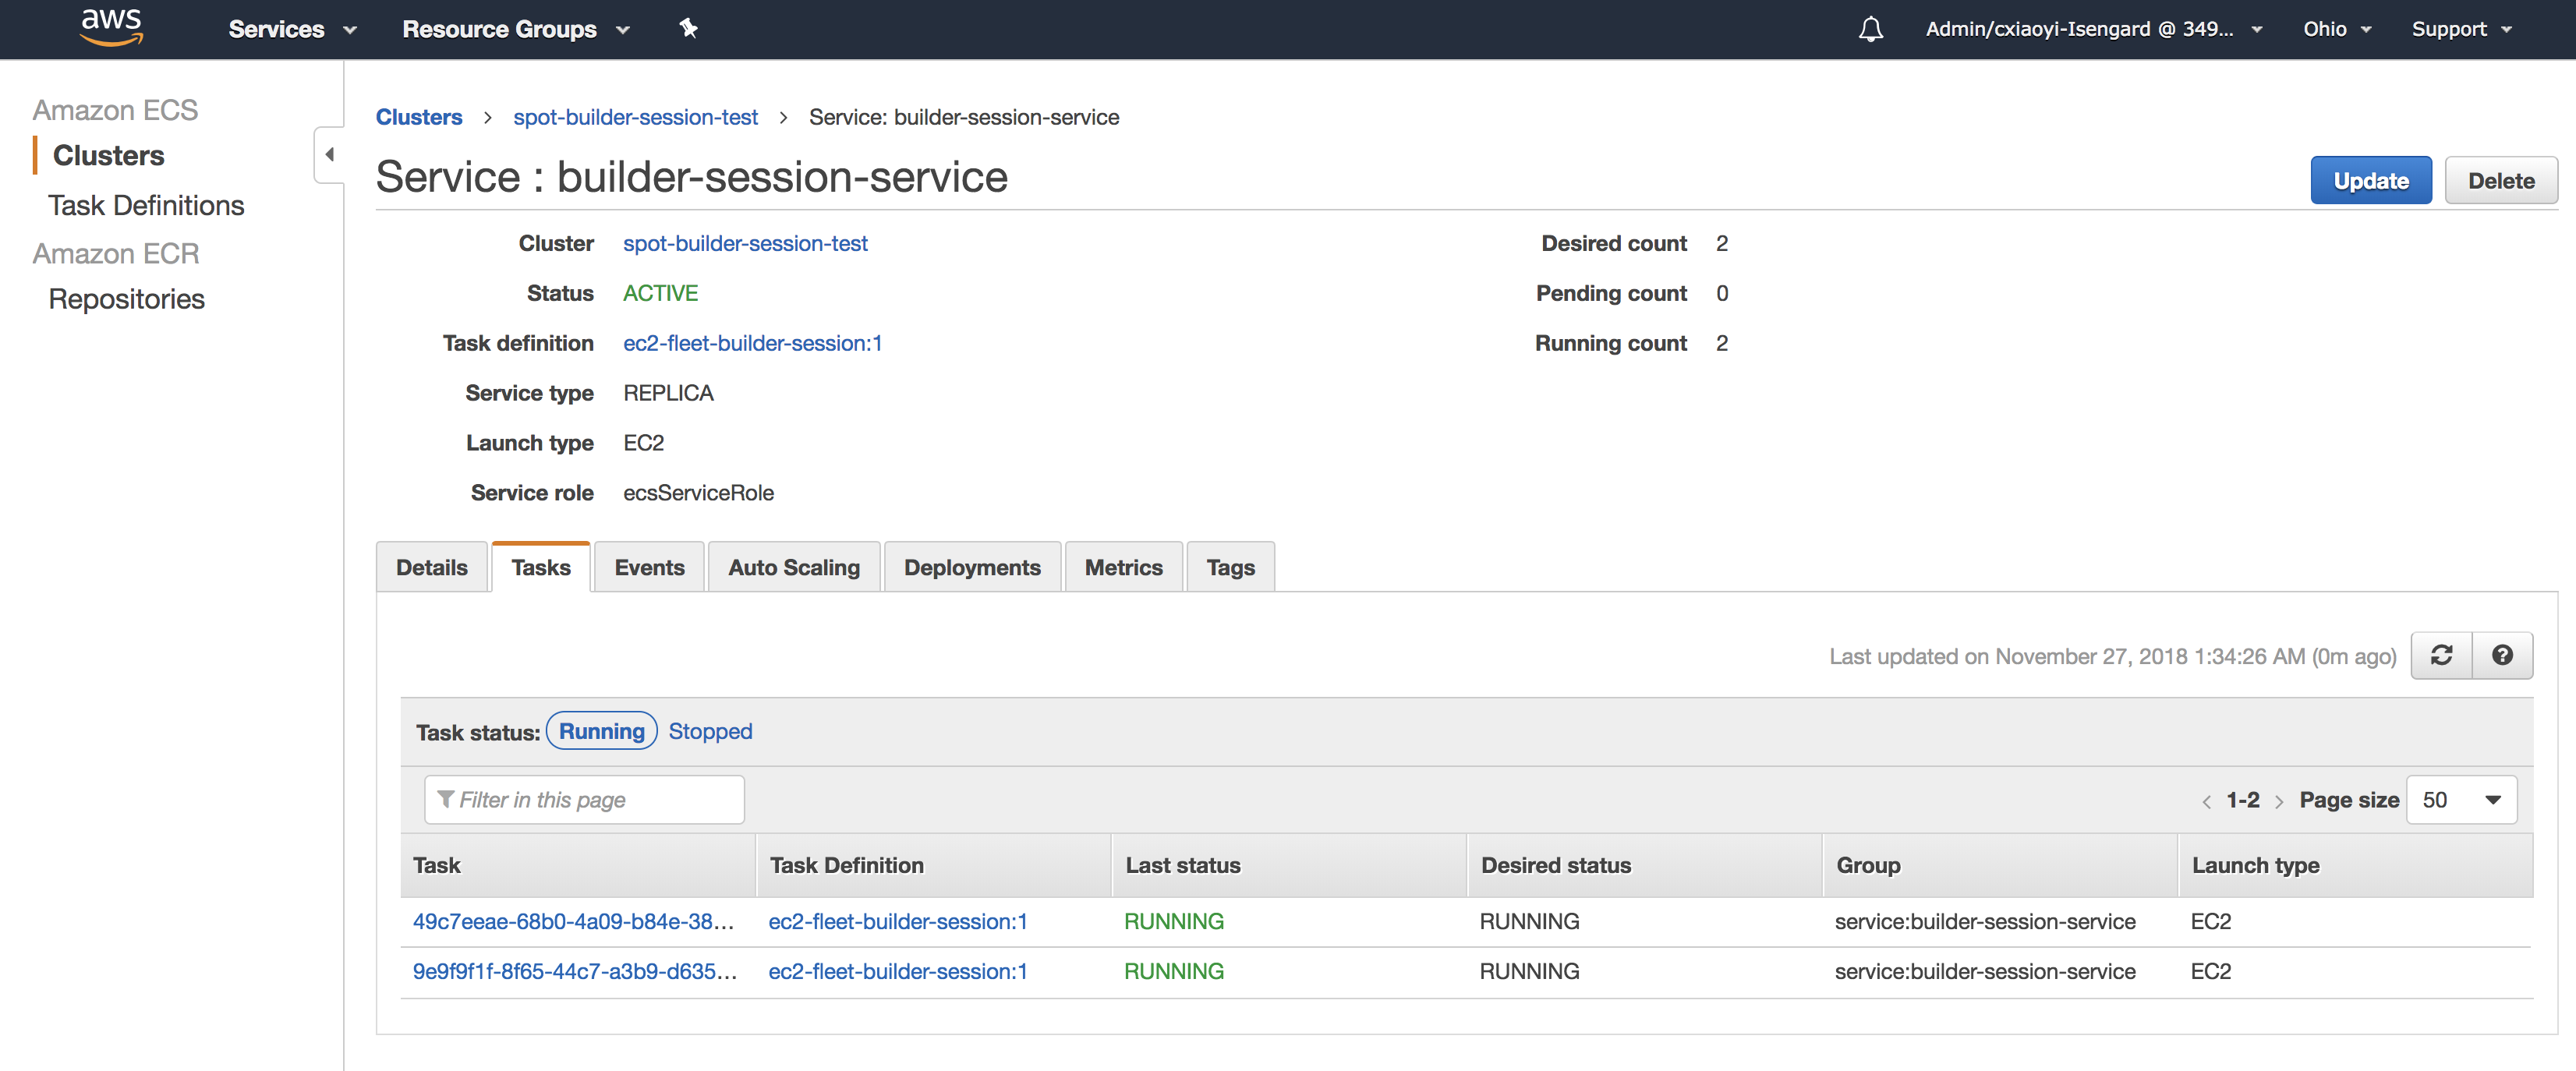 aws Services Resource Groups Admin/cxiaoyi-Isengard @ 349... Ohio Support
Amazon ECS
Clusters
Task Definitions
Amazon ECR
Repositories
Clusters > spot-builder-session-test > Service: builder-session-service
Service : builder-session-service
Update Delete
Cluster spot-builder-session-test Desired count 2
Status ACTIVE Pending count 0
Task definition ec2-fleet-builder-session:1 Running count 2
Service type REPLICA
Launch type EC2
Service role ecsServiceRole
Details Tasks Events Auto Scaling Deployments Metrics Tags
Last updated on November 27, 2018 1:34:26 AM (0m ago)
Task status: Running Stopped
Filter in this page < 1-2 > Page size 50
Task Task Definition Last status Desired status Group Launch type
49c7eeae-68b0-4a09-b84e-38... ec2-fleet-builder-session:1 RUNNING RUNNING service:builder-session-service EC2
9e9f9f1f-8f65-44c7-a3b9-d635... ec2-fleet-builder-session:1 RUNNING RUNNING service:builder-session-service EC2